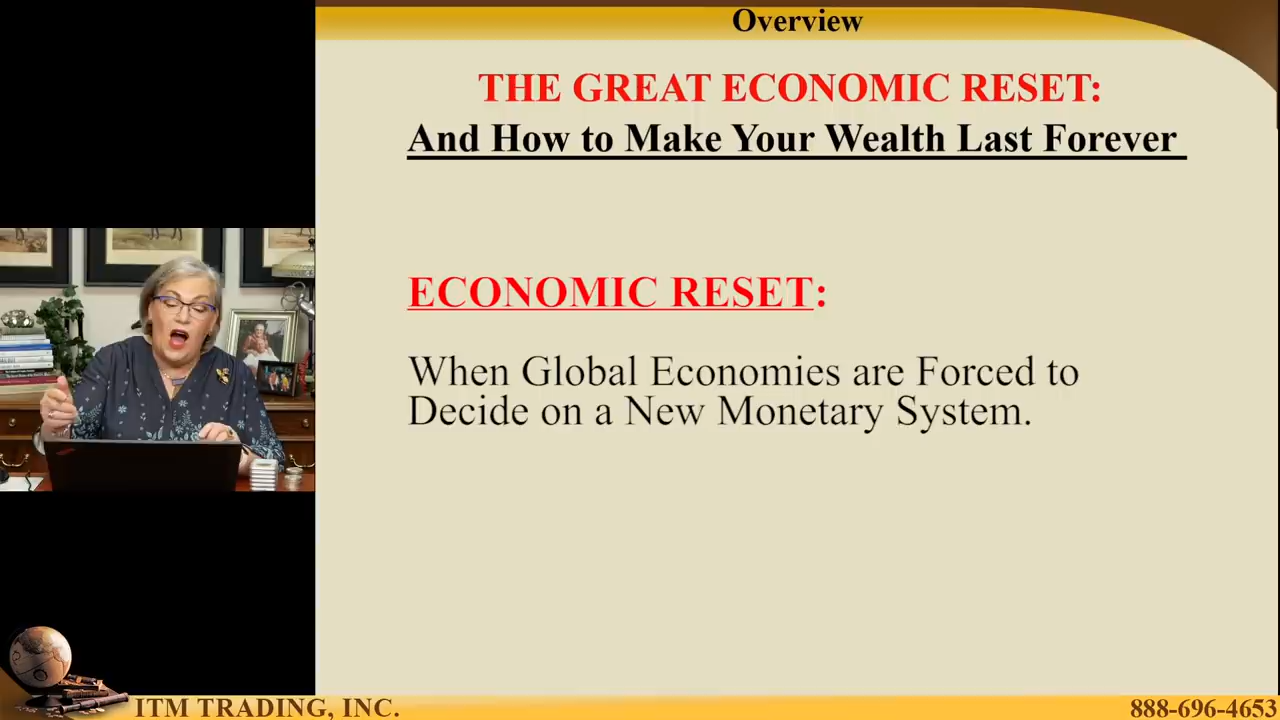 Overview
THE GREAT ECONOMIC RESET:
And How to Make Your Wealth Last Forever
ECONOMIC RESET:
When Global Economies are Forced to
Decide on a New Monetary System.
ITM TRADING, INC.
888-696-4653